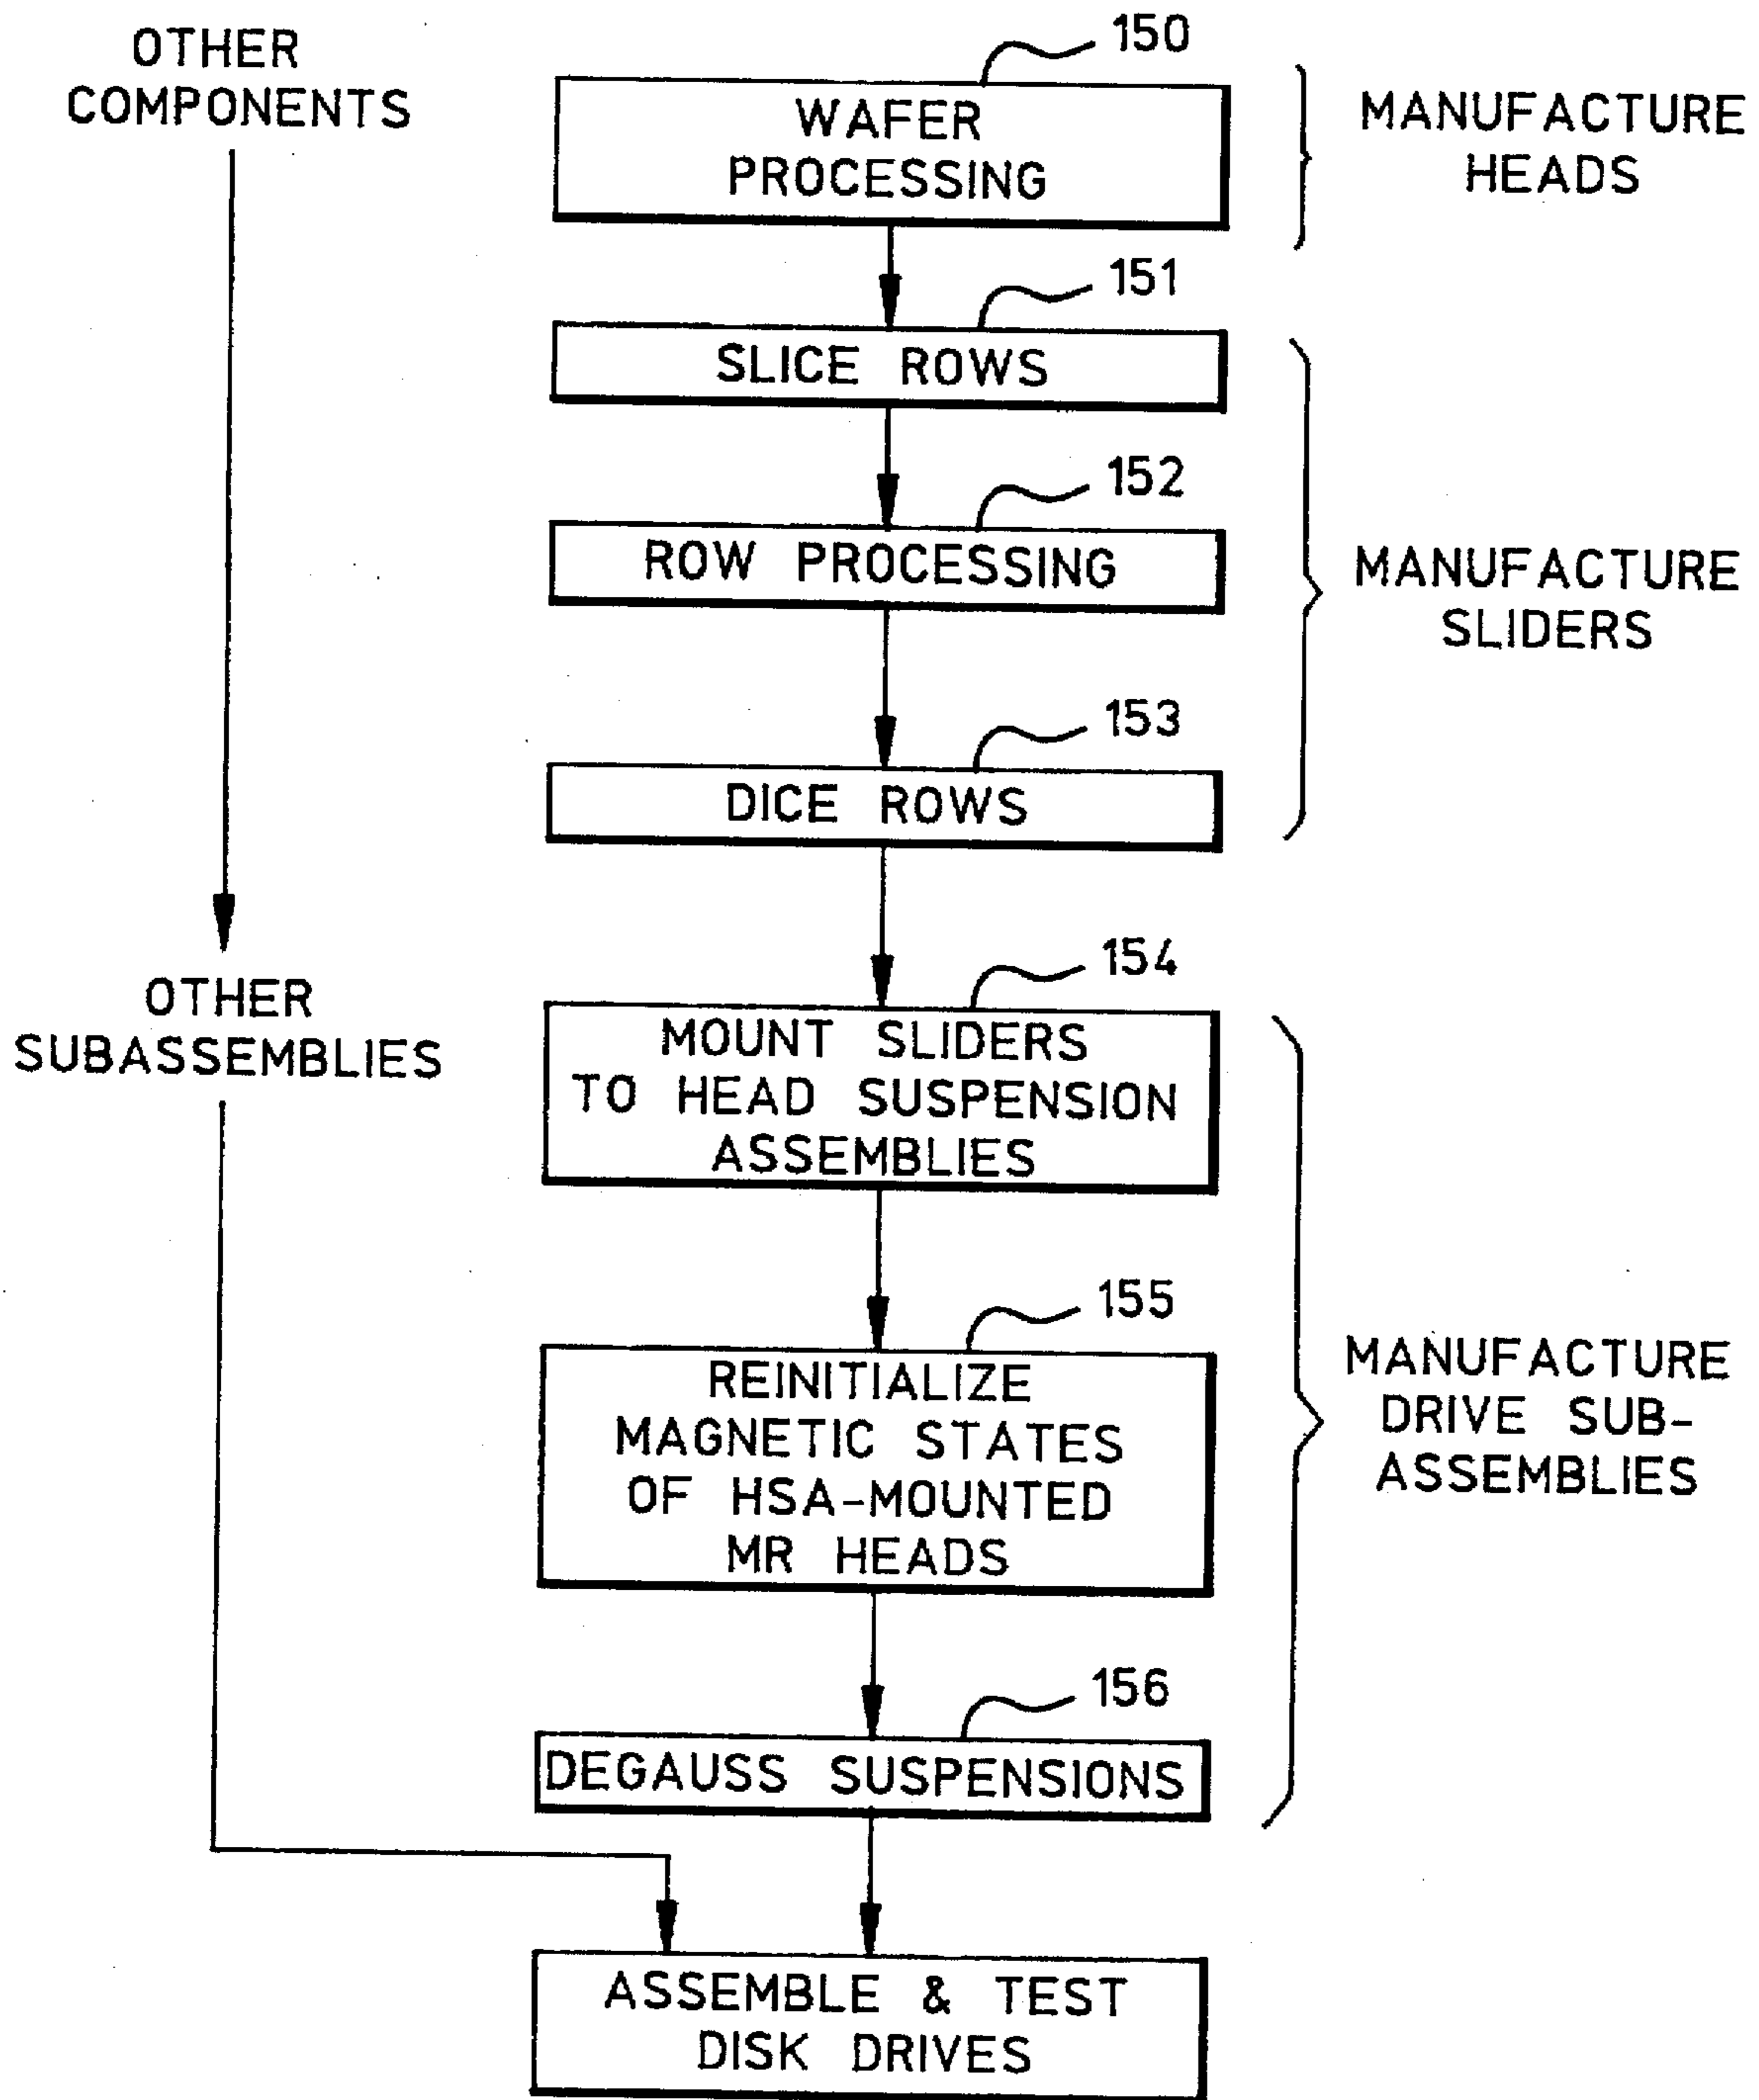 OTHER
COMPONENTS
150
WAFER
PROCESSING
MANUFACTURE
HEADS
151
SLICE ROWS
152
ROW PROCESSING
MANUFACTURE
SLIDERS
153
DICE ROWS
OTHER
SUBASSEMBLIES
154
MOUNT SLIDERS
TO HEAD SUSPENSION
ASSEMBLIES
155
REINITIALIZE
MAGNETIC STATES
OF HSA-MOUNTED
MR HEADS
MANUFACTURE
DRIVE SUB-
ASSEMBLIES
156
DEGAUSS SUSPENSIONS
ASSEMBLE & TEST
DISK DRIVES